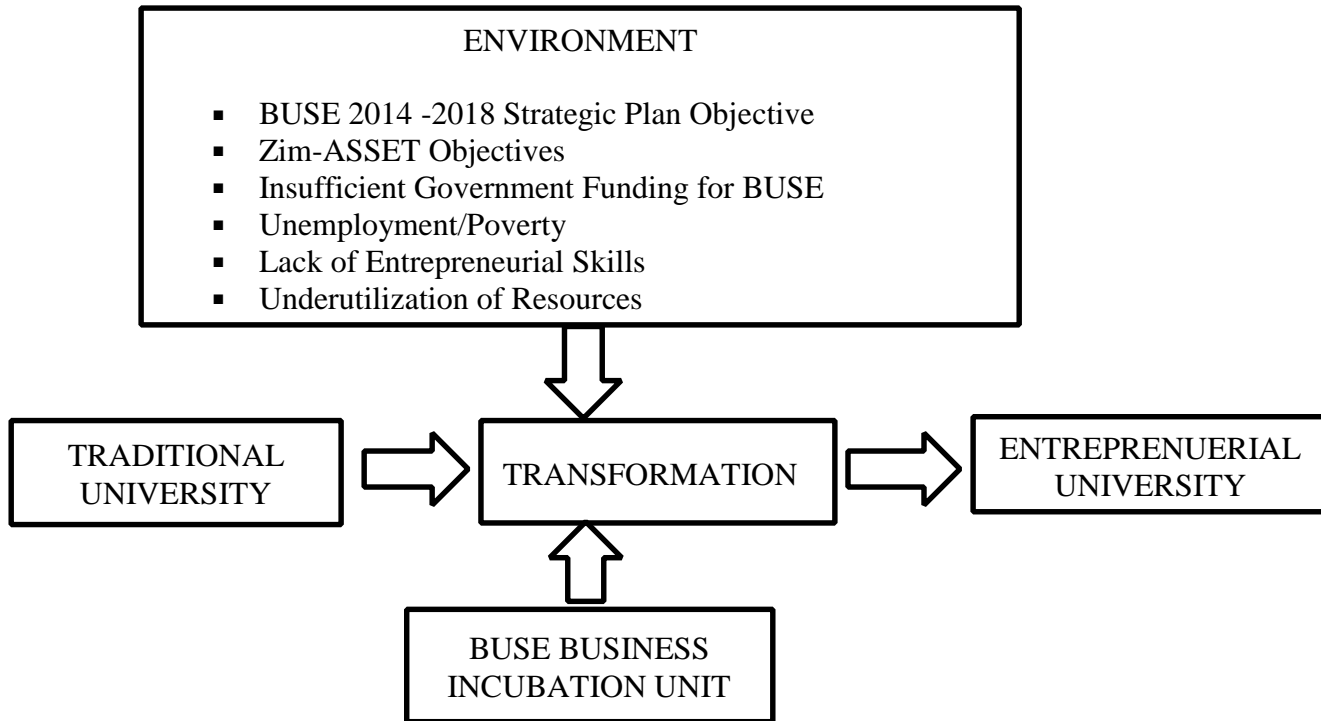 ENVIRONMENT
▪ BUSE 2014 -2018 Strategic Plan Objective
▪ Zim-ASSET Objectives
▪ Insufficient Government Funding for BUSE
▪ Unemployment/Poverty
▪ Lack of Entrepreneurial Skills
▪ Underutilization of Resources
TRADITIONAL
UNIVERSITY
TRANSFORMATION
ENTREPRENUERIAL
UNIVERSITY
BUSE BUSINESS
INCUBATION UNIT